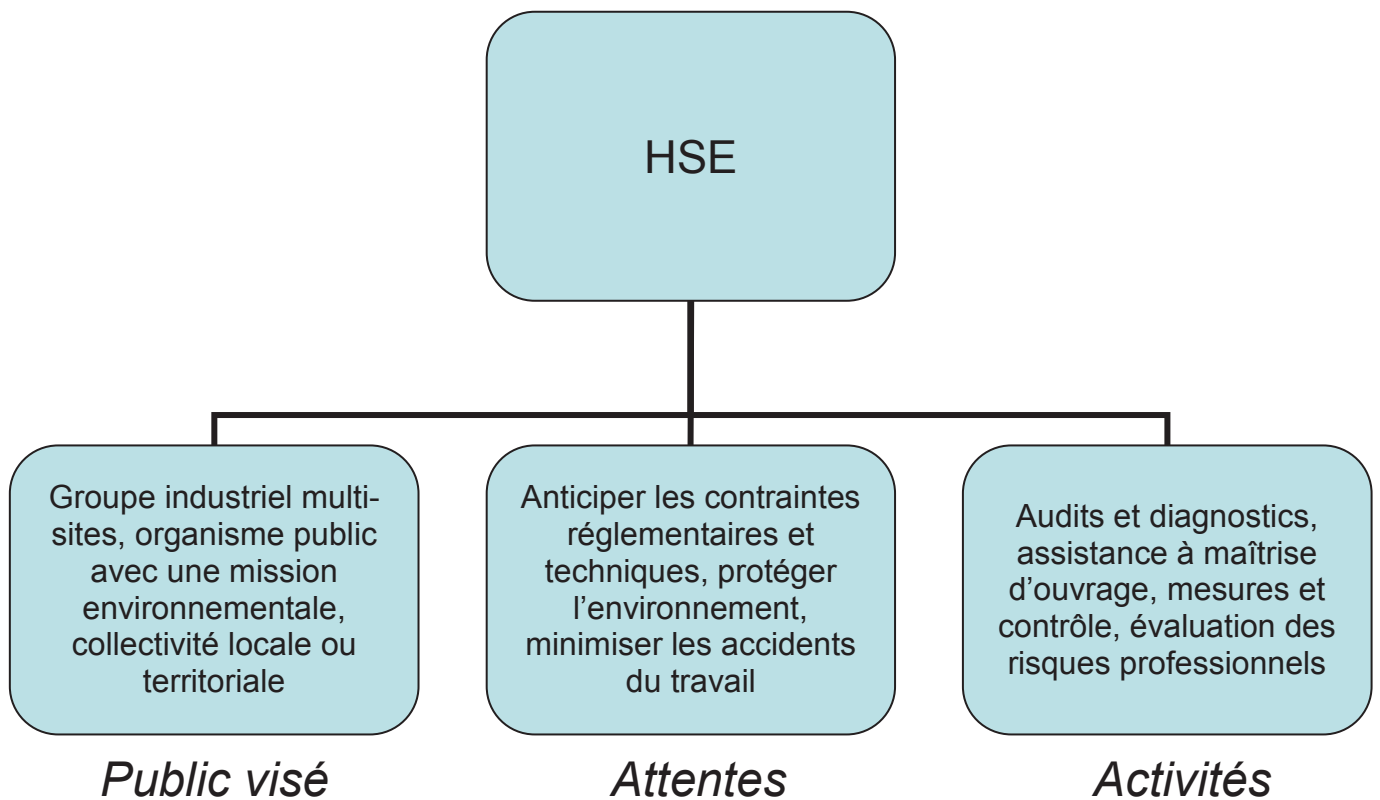 HSE
Groupe industriel multi-
sites, organisme public
avec une mission
environnementale,
collectivité locale ou
territoriale
Anticiper les contraintes
réglementaires et
techniques, protéger
l’environnement,
minimiser les accidents
du travail
Audits et diagnostics,
assistance à maîtrise
d’ouvrage, mesures et
contrôle, évaluation des
risques professionnels
Public visé
Attentes
Activités